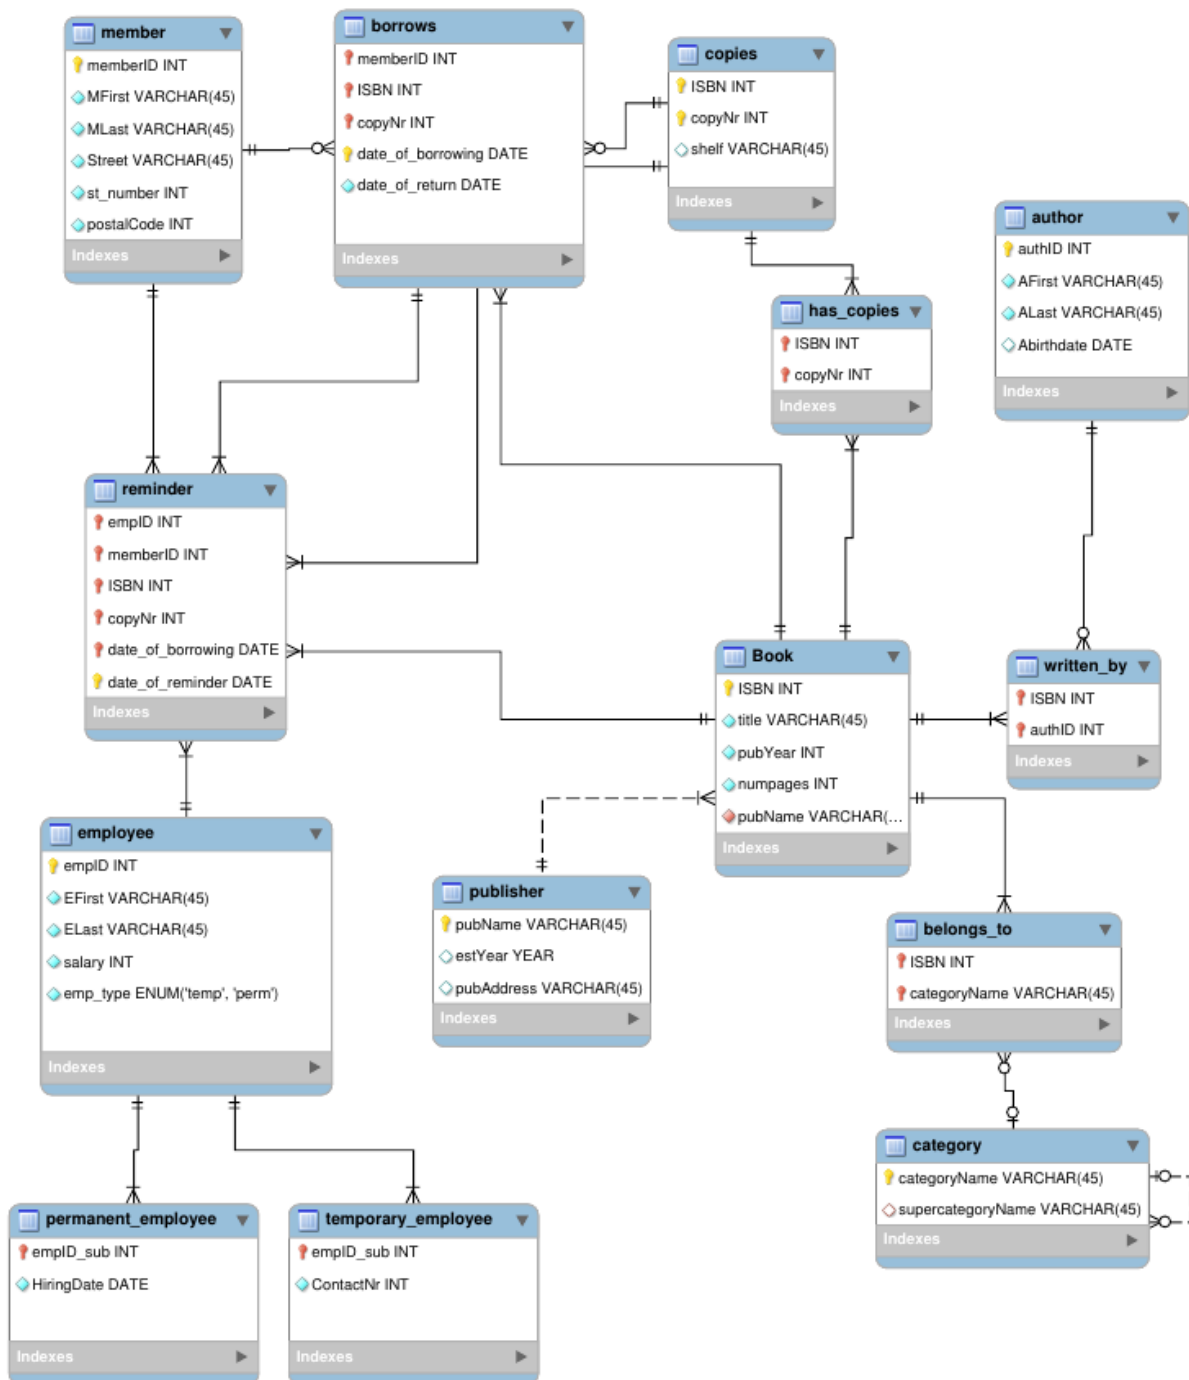 member
memberID INT
MFirst VARCHAR(45)
MLast VARCHAR(45)
Street VARCHAR(45)
st_number INT
postalCode INT
Indexes
borrows
memberID INT
ISBN INT
copyNr INT
date_of_borrowing DATE
date_of_return DATE
Indexes
copies
ISBN INT
copyNr INT
shelf VARCHAR(45)
Indexes
author
authID INT
AFirst VARCHAR(45)
ALast VARCHAR(45)
Abirthdate DATE
Indexes
has_copies
ISBN INT
copyNr INT
Indexes
reminder
empID INT
memberID INT
ISBN INT
copyNr INT
date_of_borrowing DATE
date_of_reminder DATE
Indexes
Book
ISBN INT
title VARCHAR(45)
pubYear INT
numpages INT
pubName VARCHAR(...
Indexes
written_by
ISBN INT
authID INT
Indexes
employee
empID INT
EFirst VARCHAR(45)
ELast VARCHAR(45)
salary INT
emp_type ENUM('temp', 'perm')
Indexes
publisher
pubName VARCHAR(45)
estYear YEAR
pubAddress VARCHAR(45)
Indexes
belongs_to
ISBN INT
categoryName VARCHAR(45)
Indexes
category
categoryName VARCHAR(45)
supercategoryName VARCHAR(45)
Indexes
permanent_employee
empID_sub INT
HiringDate DATE
Indexes
temporary_employee
empID_sub INT
ContactNr INT
Indexes